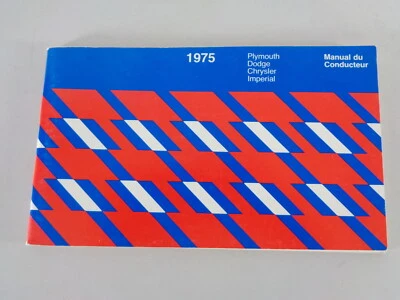 1975
Plymouth
Dodge
Chrysler
Imperial
Manual du
Conducteur